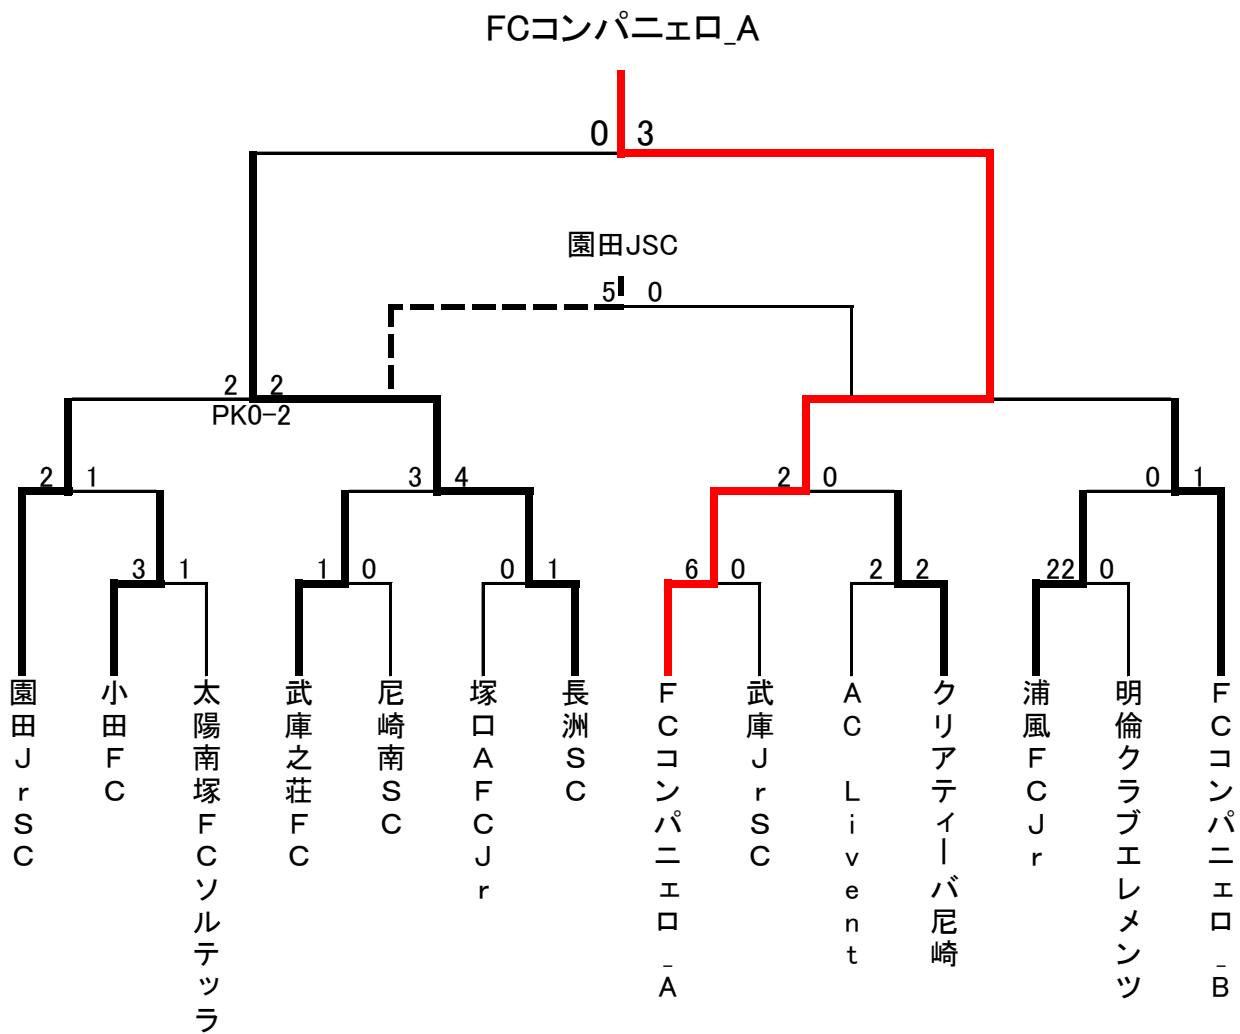 FCコンパニェロ_A
0 3
園田JSC
5 0
2 2
PK0-2
2 1
3 4
2 0
0 1
3 1
1 0
0 1
6 0
2 2
22 0
園田JrSC
小田FC
太陽南塚FCソルテッラ
武庫之荘FC
尼崎南SC
塚口AFCJr
長洲SC
FCコンパニェロ_A
武庫JrSC
AC Livent
クリアティーバ尼崎
浦風FCJr
明倫クラブエレメンツ
FCコンパニェロ_B